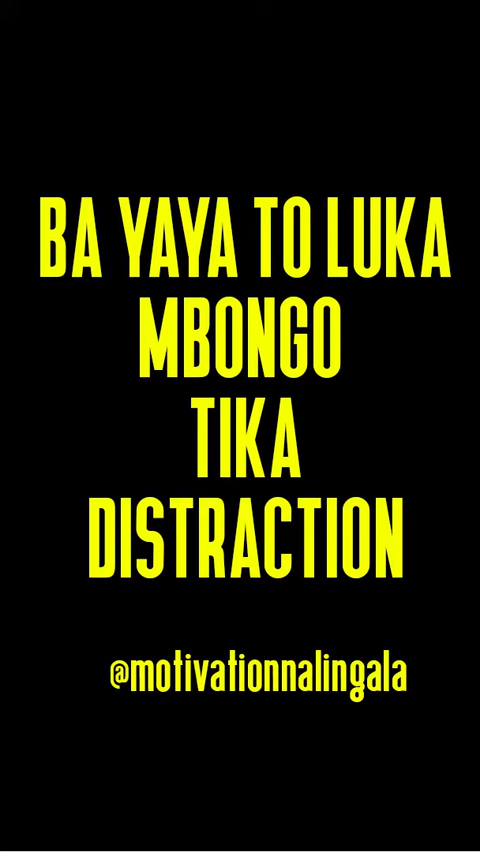 BA YAYA TO LUKA
MBONGO
TIKA
DISTRACTION
@motivationnalingala